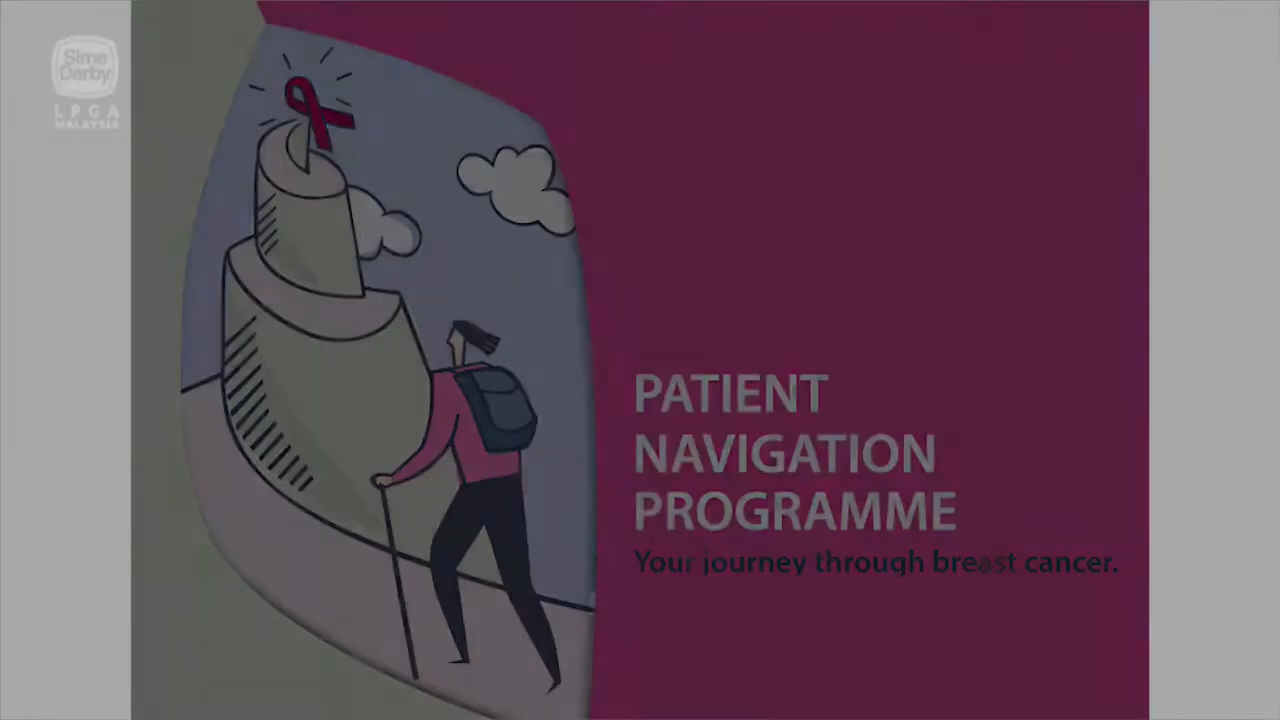 Sime
Darby
LPGA
MALAYSIA
PATIENT
NAVIGATION
PROGRAMME
Your journey through breast cancer.